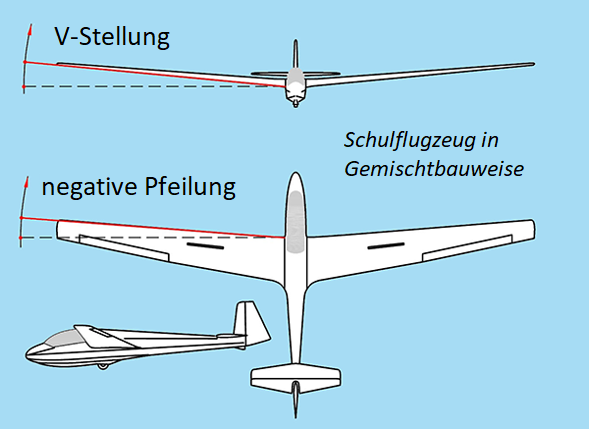 V-Stellung
Schulflugzeug in
Gemischtbauweise
negative Pfeilung